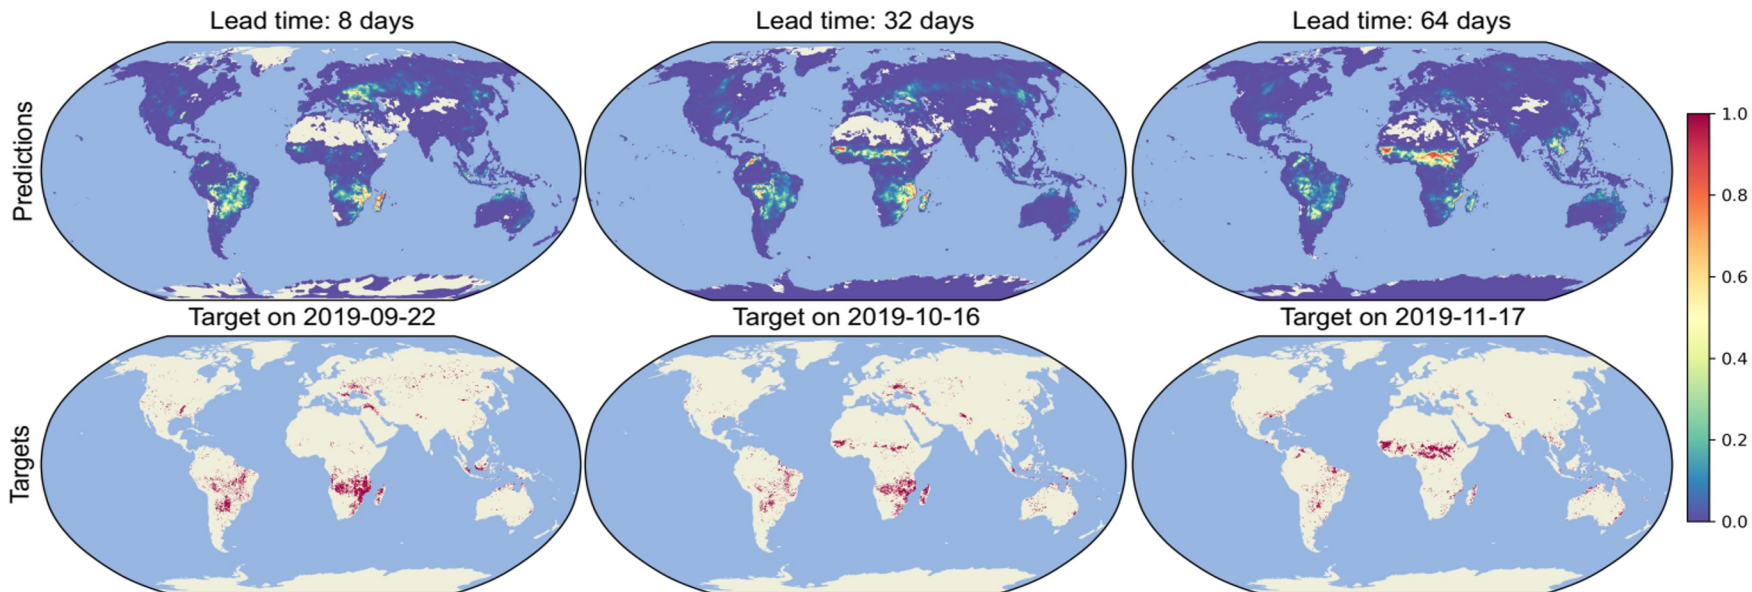 Lead time: 8 days
Lead time: 32 days
Lead time: 64 days
Predictions
Target on 2019-09-22
Target on 2019-10-16
Target on 2019-11-17
Targets
1.0
0.8
0.6
0.4
0.2
0.0